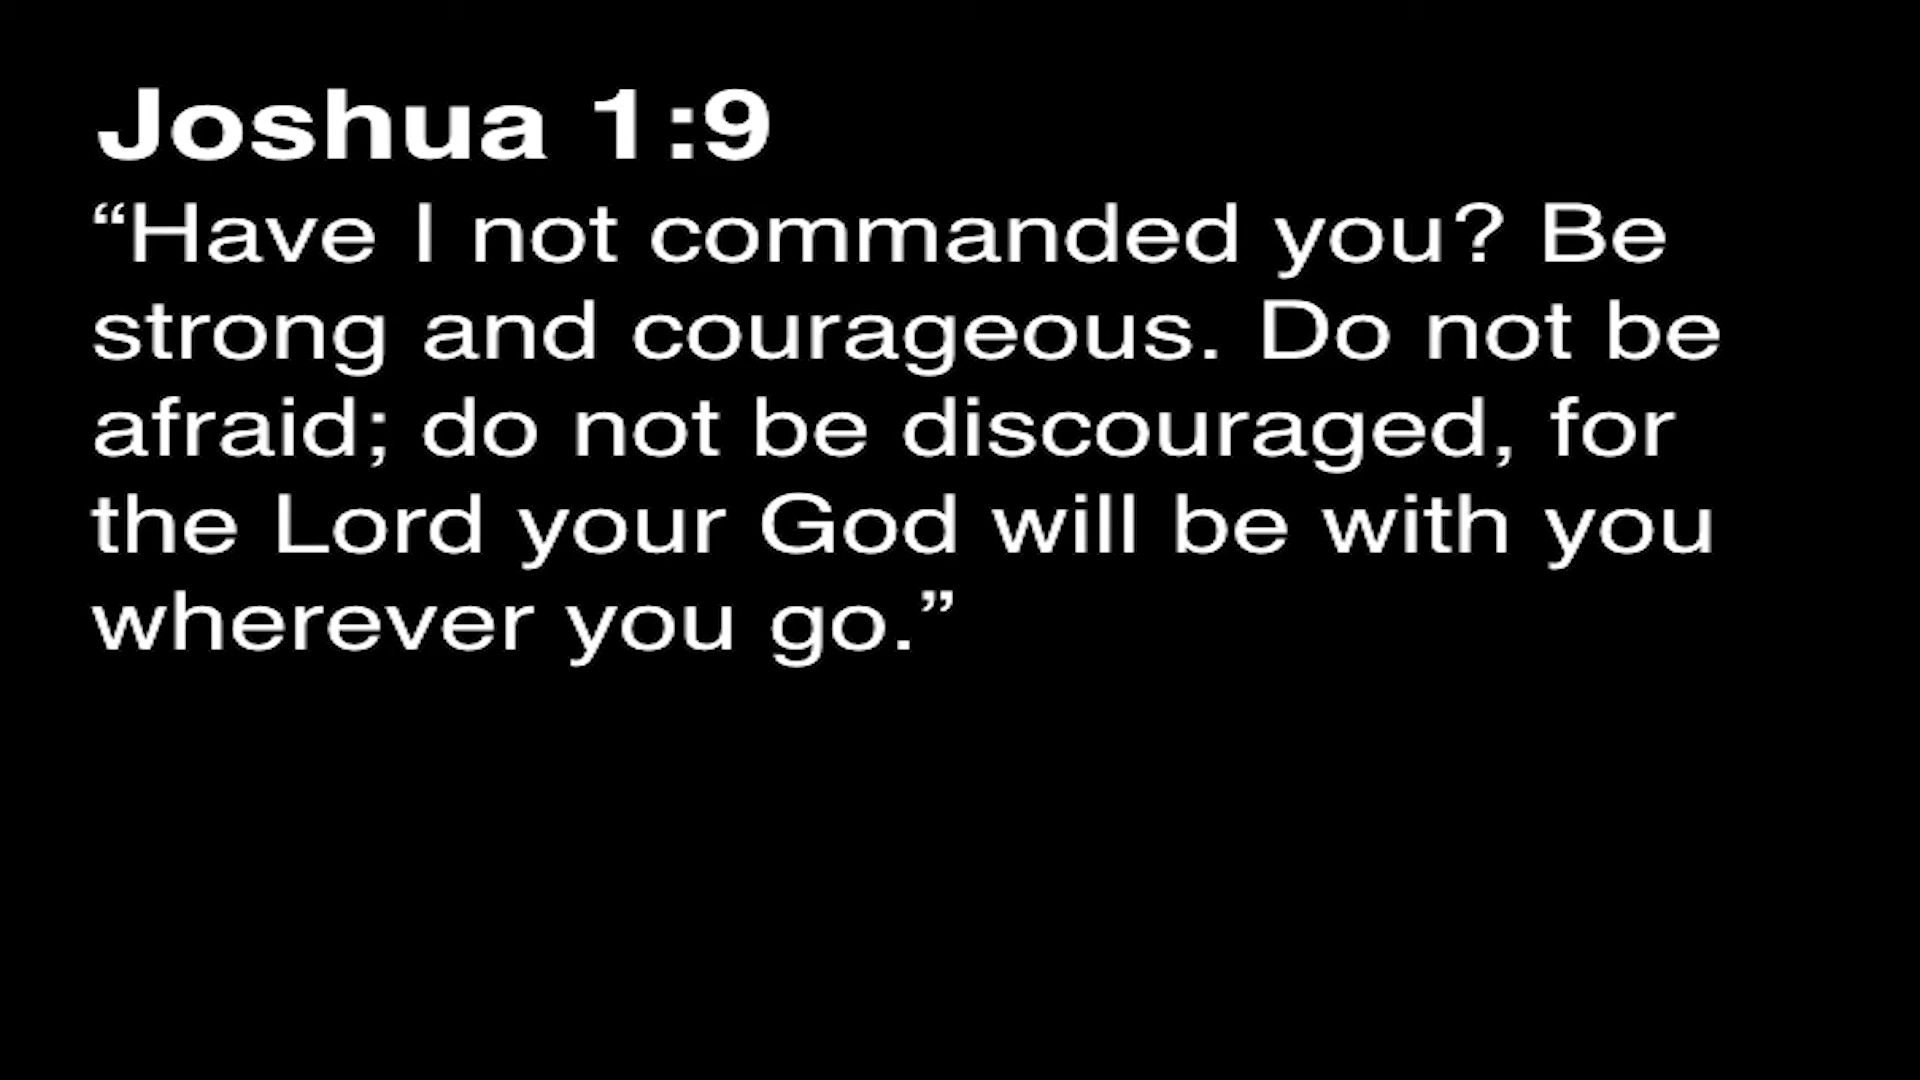 Joshua 1:9
“Have I not commanded you? Be
strong and courageous. Do not be
afraid; do not be discouraged, for
the Lord your God will be with you
wherever you go.”